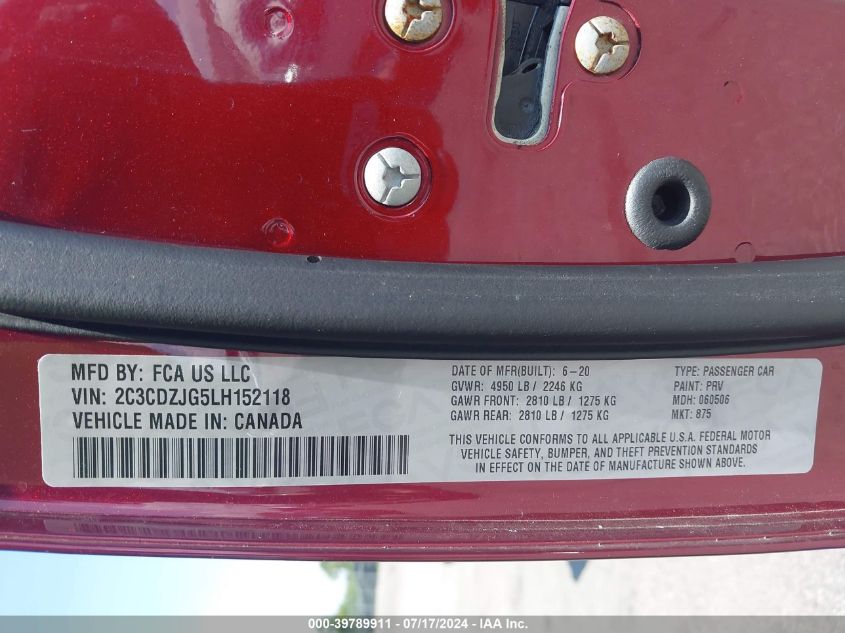 MFD BY: FCA US LLC
VIN: 2C3CDZJG5LH152118
VEHICLE MADE IN: CANADA
DATE OF MFR(BUILT): 6-20
GVWR: 4950 LB / 2246 KG
GAWR FRONT: 2810 LB / 1275 KG
GAWR REAR: 2810 LB / 1275 KG
TYPE: PASSENGER CAR
PAINT: PRV
MDH: 060506
MKT: 875
THIS VEHICLE CONFORMS TO ALL APPLICABLE U.S.A. FEDERAL MOTOR
VEHICLE SAFETY, BUMPER, AND THEFT PREVENTION STANDARDS
IN EFFECT ON THE DATE OF MANUFACTURE SHOWN ABOVE.
000-39789911 - 07/17/2024 - IAA Inc.